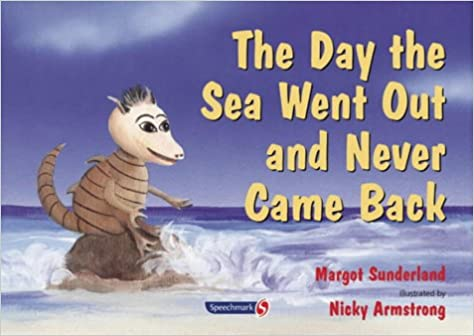 The Day the
Sea Went Out
and Never
Came Back
Margot Sunderland
illustrated by
Nicky Armstrong
Speechmark S